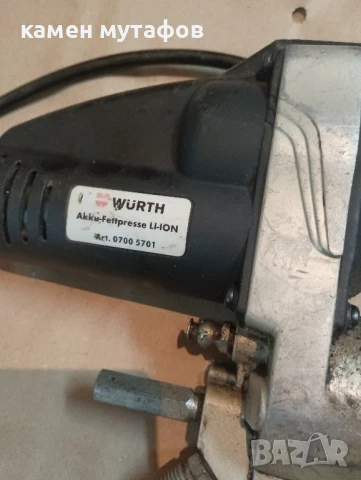 камен мутафов
WÜRTH
Akku-Fettpresse LI-ION
Art. 0700 5701
BAZAR